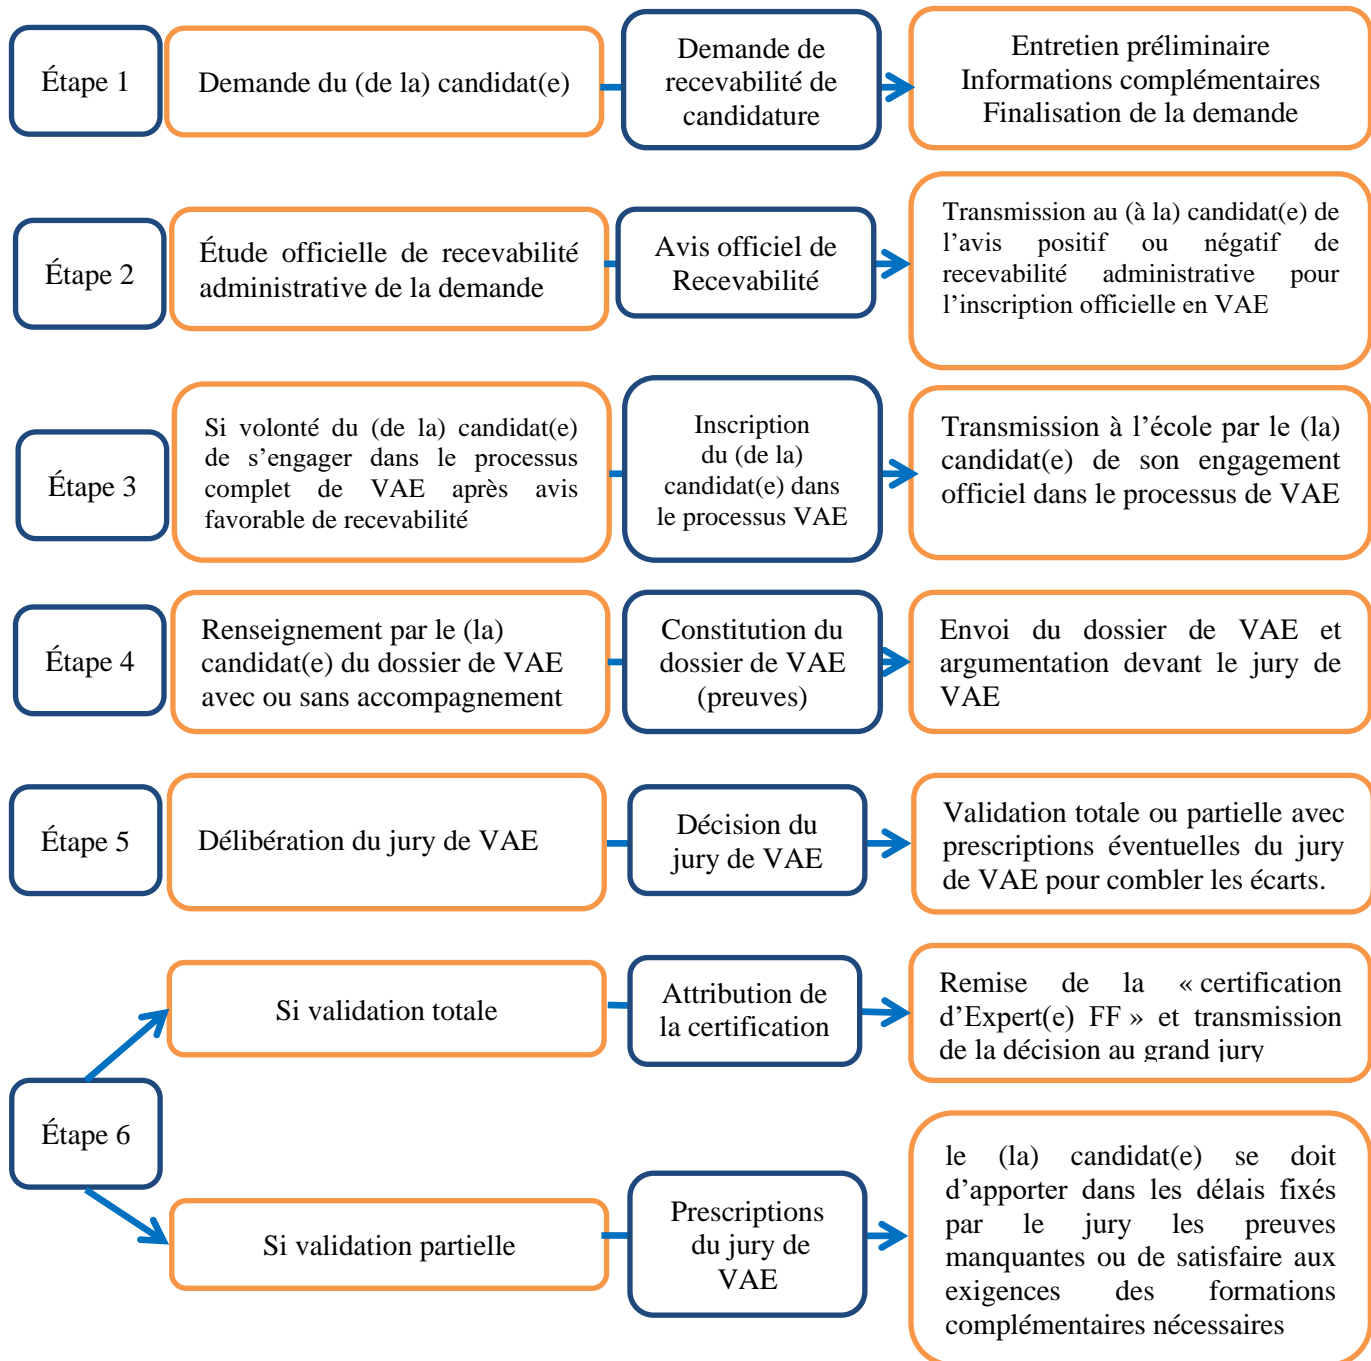 Étape 1
Demande du (de la) candidat(e)
Demande de
recevabilité de
candidature
Entretien préliminaire
Informations complémentaires
Finalisation de la demande
Étape 2
Étude officielle de recevabilité
administrative de la demande
Avis officiel de
Recevabilité
Transmission au (à la) candidat(e) de
l’avis positif ou négatif de
recevabilité administrative pour
l’inscription officielle en VAE
Étape 3
Si volonté du (de la) candidat(e)
de s’engager dans le processus
complet de VAE après avis
favorable de recevabilité
Inscription
du (de la)
candidat(e) dans
le processus VAE
Transmission à l’école par le (la)
candidat(e) de son engagement
officiel dans le processus de VAE
Étape 4
Renseignement par le (la)
candidat(e) du dossier de VAE
avec ou sans accompagnement
Constitution du
dossier de VAE
(preuves)
Envoi du dossier de VAE et
argumentation devant le jury de
VAE
Étape 5
Délibération du jury de VAE
Décision du
jury de VAE
Validation totale ou partielle avec
prescriptions éventuelles du jury
de VAE pour combler les écarts.
Étape 6
Si validation totale
Attribution de
la certification
Remise de la « certification
d’Expert(e) FF » et transmission
de la décision au grand jury
Si validation partielle
Prescriptions
du jury de
VAE
le (la) candidat(e) se doit
d’apporter dans les délais fixés
par le jury les preuves
manquantes ou de satisfaire aux
exigences des formations
complémentaires nécessaires